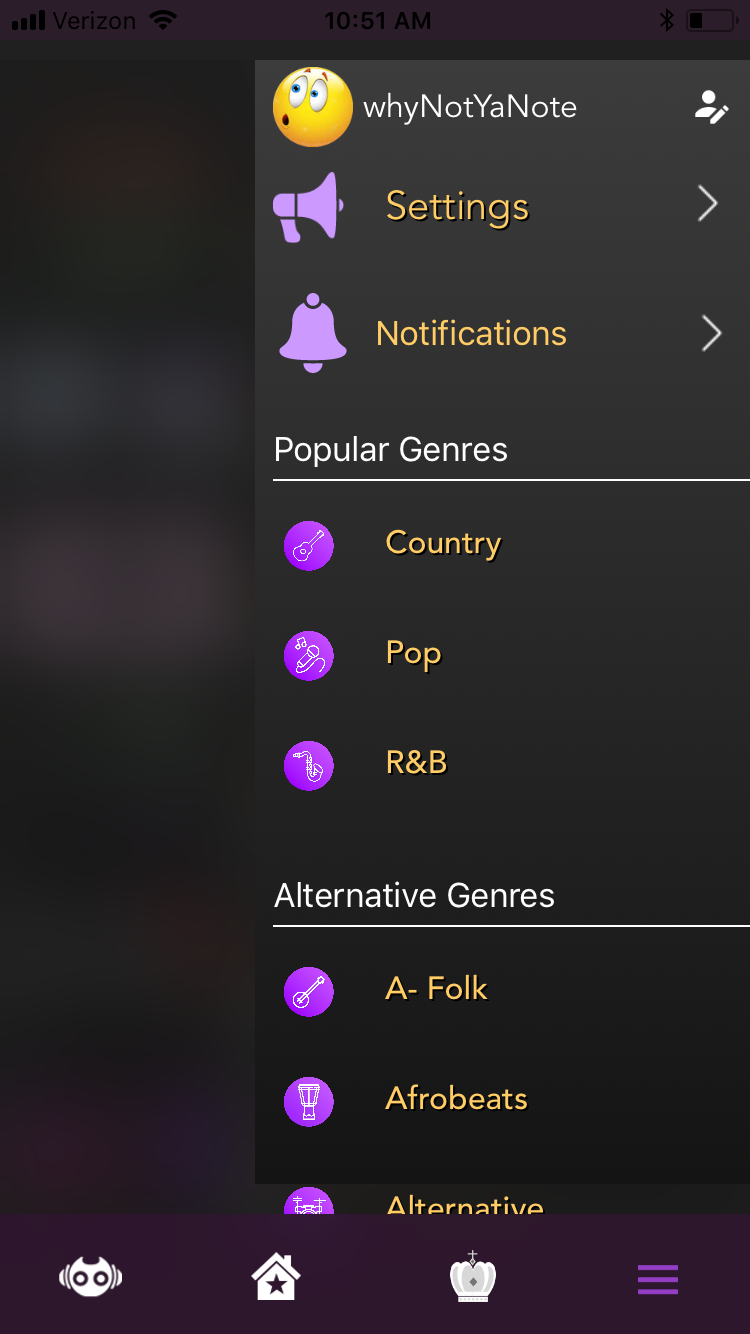 Verizon 10:51 AM
whyNotYaNote
Settings
Notifications
Popular Genres
Country
Pop
R&B
Alternative Genres
A- Folk
Afrobeats
Alternative